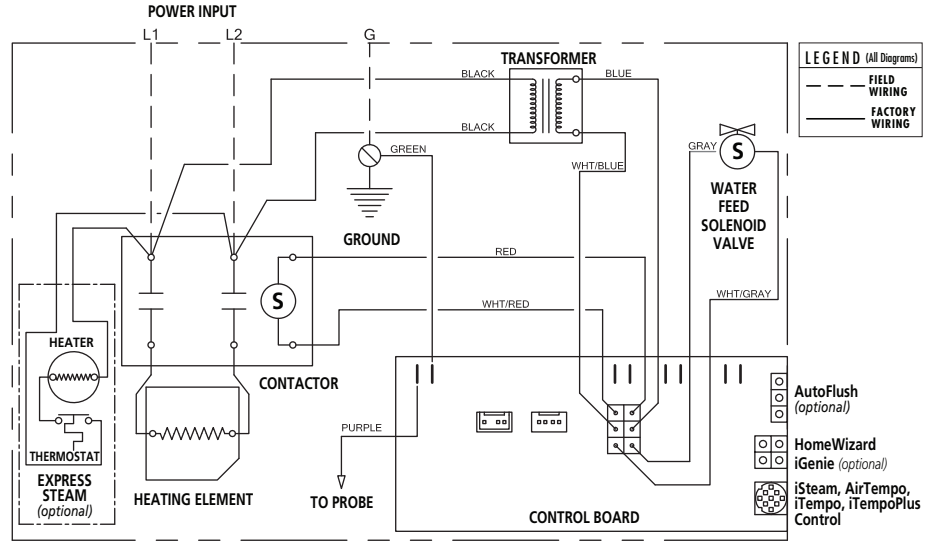 POWER INPUT
L1 L2 G
TRANSFORMER
BLACK
BLUE
BLACK
GREEN
WHT/BLUE
GRAY
S
LEGEND (All Diagrams)
FIELD
WIRING
FACTORY
WIRING
WATER
FEED
SOLENOID
VALVE
GROUND
RED
WHT/GRAY
S
WHT/RED
HEATER
CONTACTOR
THERMOSTAT
EXPRESS
STEAM
(optional)
HEATING ELEMENT
PURPLE
TO PROBE
CONTROL BOARD
AutoFlush
(optional)
HomeWizard
iGenie (optional)
iSteam, AirTempo,
iTempo, iTempoPlus
Control